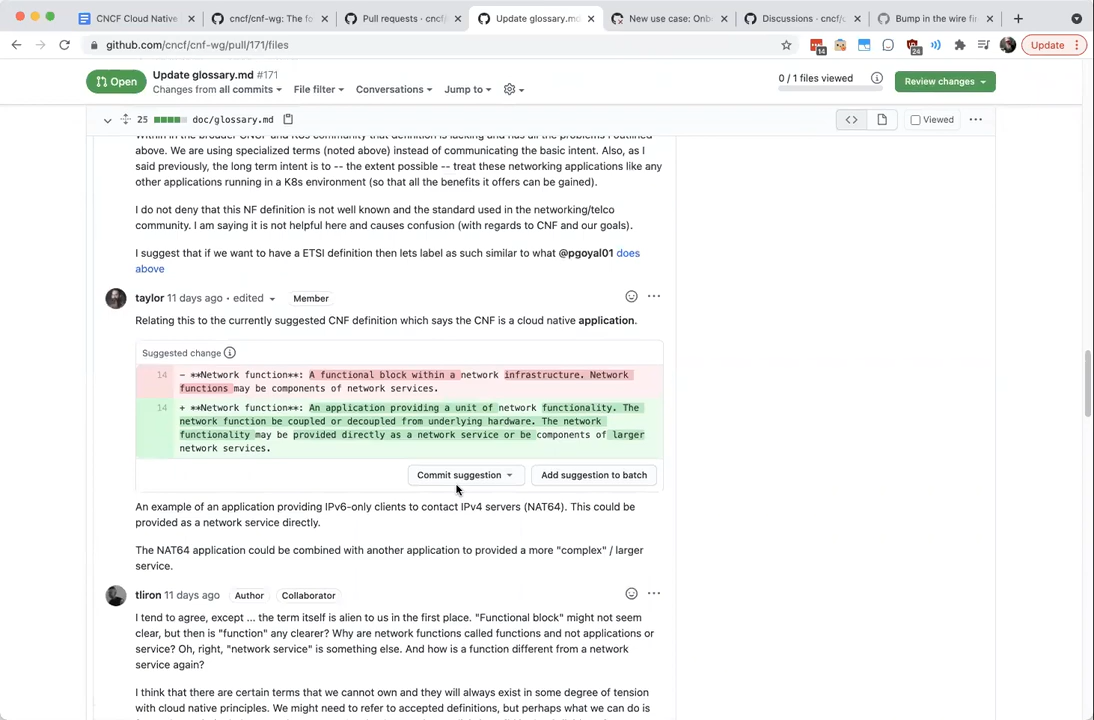 CNCF Cloud Native
cncf/cnf-wg: The fo
Pull requests · cncf/
Update glossary.md
New use case: Onb
Discussions · cncf/c
Bump in the wire fi
github.com/cncf/cnf-wg/pull/171/files
14
24
Update
Open
Update glossary.md #171
Changes from all commits
File filter
Conversations
Jump to
0 / 1 files viewed
Review changes
25
doc/glossary.md
Viewed
above. We are using specialized terms (noted above) instead of communicating the basic intent. Also, as I
said previously, the long term intent is to -- the extent possible -- treat these networking applications like any
other applications running in a K8s environment (so that all the benefits it offers can be gained).
I do not deny that this NF definition is not well known and the standard used in the networking/telco
community. I am saying it is not helpful here and causes confusion (with regards to CNF and our goals).
I suggest that if we want to have a ETSI definition then lets label as such similar to what @pgoyal01 does
above
taylor 11 days ago • edited
Member
Relating this to the currently suggested CNF definition which says the CNF is a cloud native application.
Suggested change
14 - **Network function**: A functional block within a network infrastructure. Network
functions may be components of network services.
14 + **Network function**: An application providing a unit of network functionality. The
network function be coupled or decoupled from underlying hardware. The network
functionality may be provided directly as a network service or be components of larger
network services.
Commit suggestion
Add suggestion to batch
An example of an application providing IPv6-only clients to contact IPv4 servers (NAT64). This could be
provided as a network service directly.
The NAT64 application could be combined with another application to provided a more "complex" / larger
service.
tliron 11 days ago
Author
Collaborator
I tend to agree, except ... the term itself is alien to us in the first place. "Functional block" might not seem
clear, but then is "function" any clearer? Why are network functions called functions and not applications or
service? Oh, right, "network service" is something else. And how is a function different from a network
service again?
I think that there are certain terms that we cannot own and they will always exist in some degree of tension
with cloud native principles. We might need to refer to accepted definitions, but perhaps what we can do is